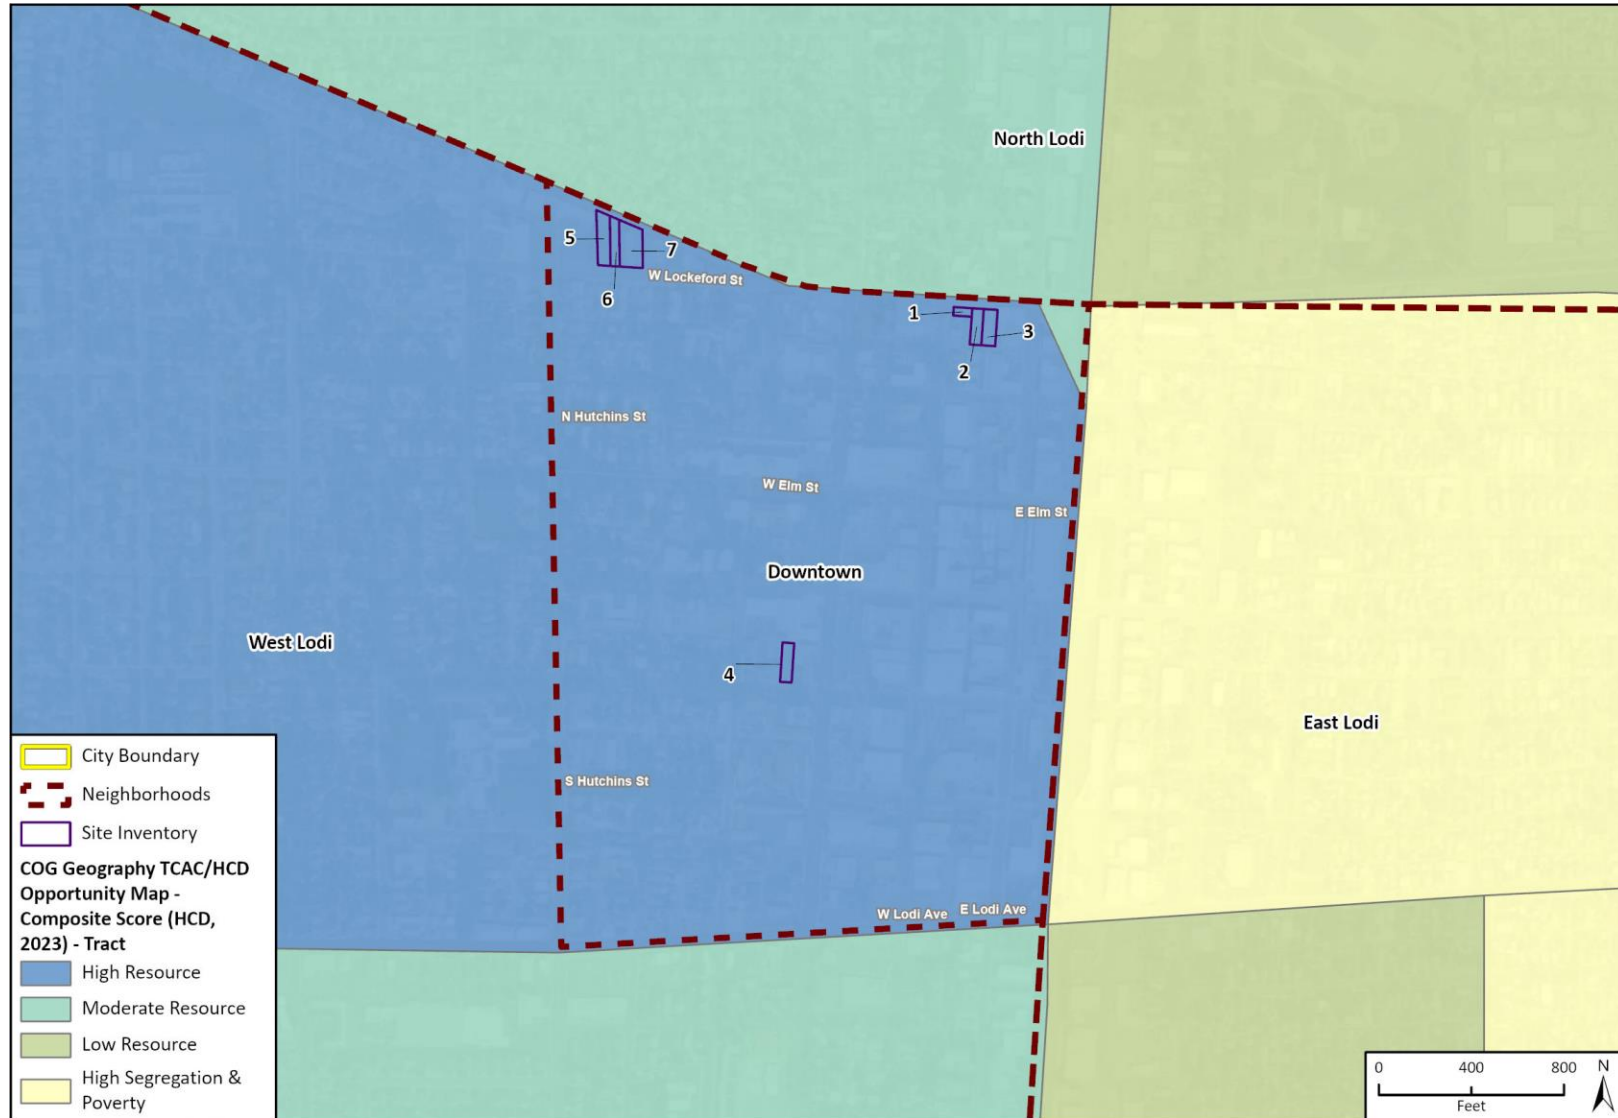 North Lodi
5
7
W Lockeford St
6
1
3
2
N Hutchins St
W Elm St
E Elm St
Downtown
West Lodi
4
East Lodi
S Hutchins St
W Lodi Ave
E Lodi Ave
City Boundary
Neighborhoods
Site Inventory
COG Geography TCAC/HCD
Opportunity Map -
Composite Score (HCD,
2023) - Tract
High Resource
Moderate Resource
Low Resource
High Segregation &
Poverty
0 400 800
Feet
N